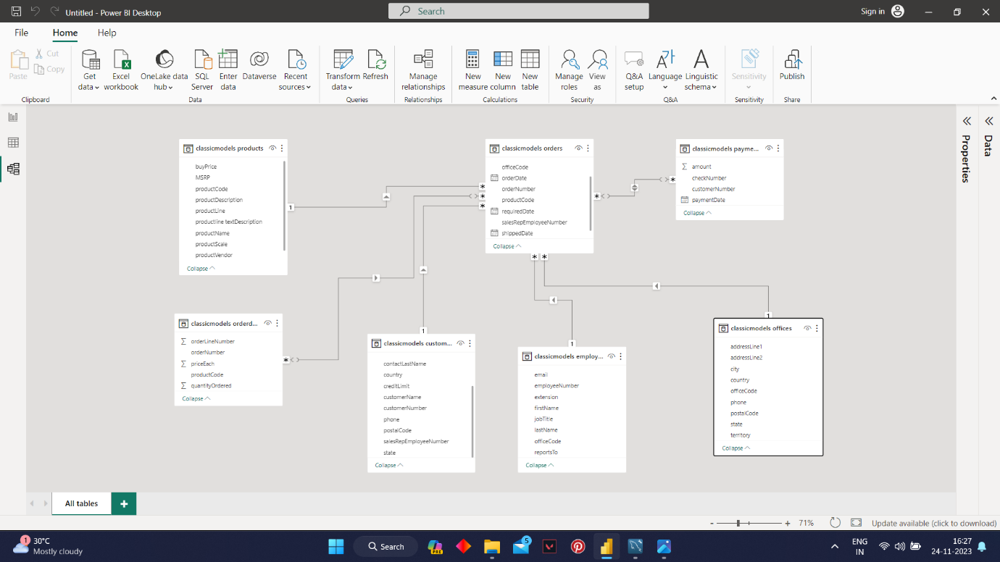 Untitled - Power BI Desktop
Search
Sign in
File
Home
Help
Paste
Cut
Copy
Get data
Excel workbook
OneLake data hub
SQL Server
Enter data
Dataverse
Recent sources
Transform data
Refresh
Manage relationships
New measure
New column
New table
Manage roles
View as
Q&A setup
Language
Linguistic schema
Sensitivity
Publish
Clipboard
Data
Queries
Relationships
Calculations
Security
Q&A
Sensitivity
Share
classicmodels products
buyPrice
MSRP
productCode
productDescription
productLine
productline textDescription
productName
productScale
productVendor
Collapse
1
*
*
*
classicmodels orders
officeCode
orderDate
orderNumber
productCode
requiredDate
salesRepEmployeeNumber
shippedDate
Collapse
*
*
*
*
classicmodels payme...
Σ amount
checkNumber
customerNumber
paymentDate
Collapse
Properties
Data
classicmodels orderd...
Σ orderLineNumber
orderNumber
Σ priceEach
productCode
Σ quantityOrdered
Collapse
*
1
classicmodels custom...
contactLastName
country
creditLimit
customerName
customerNumber
phone
postalCode
salesRepEmployeeNumber
state
Collapse
1
classicmodels employ...
email
employeeNumber
extension
firstName
jobTitle
lastName
officeCode
reportsTo
Collapse
1
classicmodels offices
addressLine1
addressLine2
city
country
officeCode
phone
postalCode
state
territory
Collapse
All tables
+
- + 71%
Update available (click to download)
1
30°C
Mostly cloudy
Search
PRE
5
ENG
IN
16:27
24-11-2023